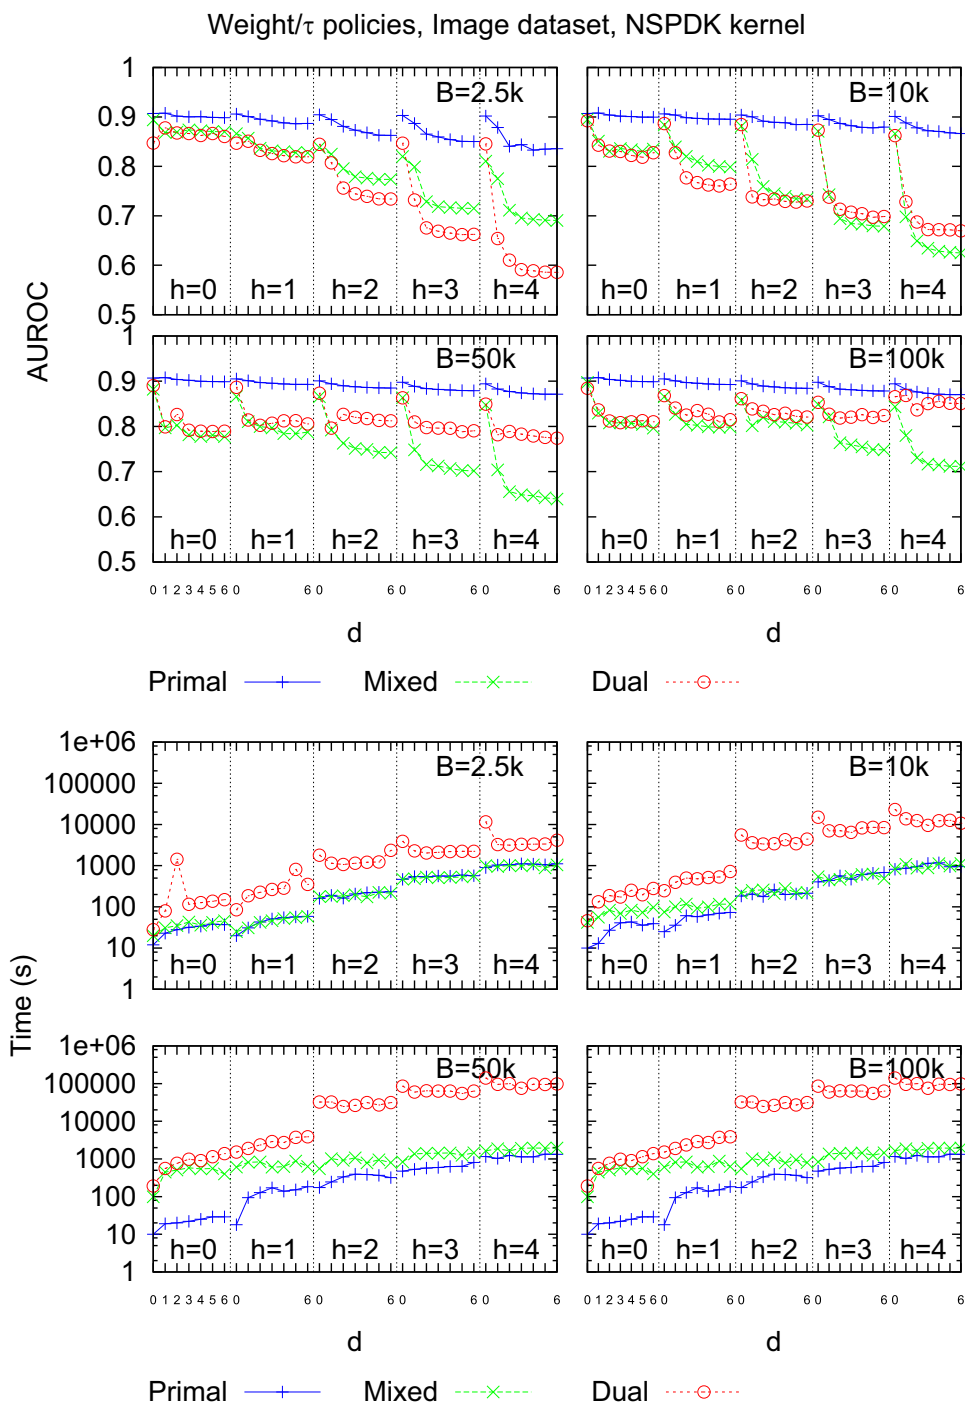 Weight/τ policies, Image dataset, NSPDK kernel
AUROC
1
0.9
0.8
0.7
0.6
0.5
B=2.5k
h=0 h=1 h=2 h=3 h=4
B=10k
h=0 h=1 h=2 h=3 h=4
1
0.9
0.8
0.7
0.6
0.5
B=50k
h=0 h=1 h=2 h=3 h=4
B=100k
h=0 h=1 h=2 h=3 h=4
0 1 2 3 4 5 6 0 6 0 6 0 6 0 6
0 1 2 3 4 5 6 0 6 0 6 0 6 0 6
d
d
Primal Mixed Dual
Time (s)
1e+06
100000
10000
1000
100
10
1
B=2.5k
h=0 h=1 h=2 h=3 h=4
B=10k
h=0 h=1 h=2 h=3 h=4
1e+06
100000
10000
1000
100
10
1
B=50k
h=0 h=1 h=2 h=3 h=4
B=100k
h=0 h=1 h=2 h=3 h=4
0 1 2 3 4 5 6 0 6 0 6 0 6 0 6
0 1 2 3 4 5 6 0 6 0 6 0 6 0 6
d
d
Primal Mixed Dual